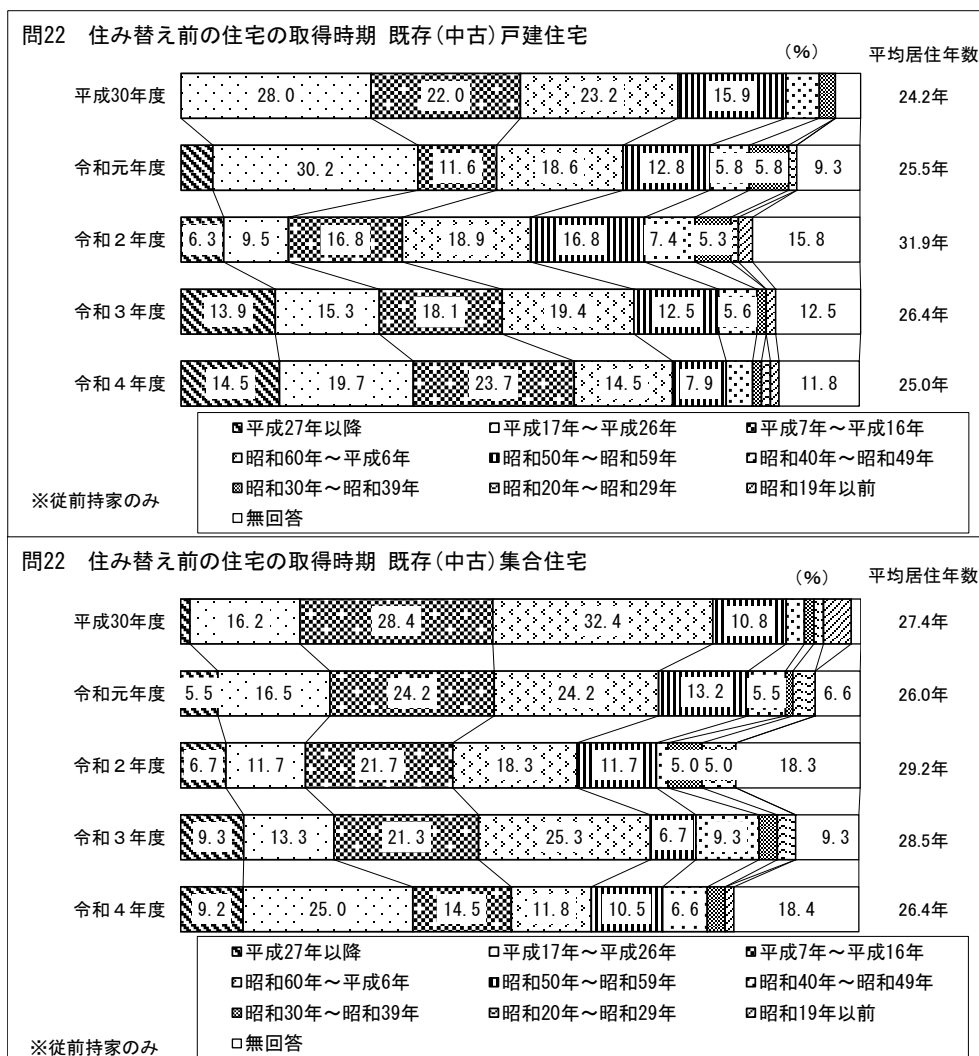 問22　住み替え前の住宅の取得時期 既存(中古)戸建住宅
(%)
平均居住年数
平成30年度 28.0 22.0 23.2 15.9 24.2年
令和元年度 30.2 11.6 18.6 12.8 5.8 5.8 9.3 25.5年
令和２年度 6.3 9.5 16.8 18.9 16.8 7.4 5.3 15.8 31.9年
令和３年度 13.9 15.3 18.1 19.4 12.5 5.6 12.5 26.4年
令和４年度 14.5 19.7 23.7 14.5 7.9 11.8 25.0年
平成27年以降 平成17年～平成26年 平成7年～平成16年
昭和60年～平成6年 昭和50年～昭和59年 昭和40年～昭和49年
昭和30年～昭和39年 昭和20年～昭和29年 昭和19年以前
無回答
※従前持家のみ
問22　住み替え前の住宅の取得時期 既存(中古)集合住宅
(%)
平均居住年数
平成30年度 16.2 28.4 32.4 10.8 27.4年
令和元年度 5.5 16.5 24.2 24.2 13.2 5.5 6.6 26.0年
令和２年度 6.7 11.7 21.7 18.3 11.7 5.0 5.0 18.3 29.2年
令和３年度 9.3 13.3 21.3 25.3 6.7 9.3 9.3 28.5年
令和４年度 9.2 25.0 14.5 11.8 10.5 6.6 18.4 26.4年
平成27年以降 平成17年～平成26年 平成7年～平成16年
昭和60年～平成6年 昭和50年～昭和59年 昭和40年～昭和49年
昭和30年～昭和39年 昭和20年～昭和29年 昭和19年以前
無回答
※従前持家のみ